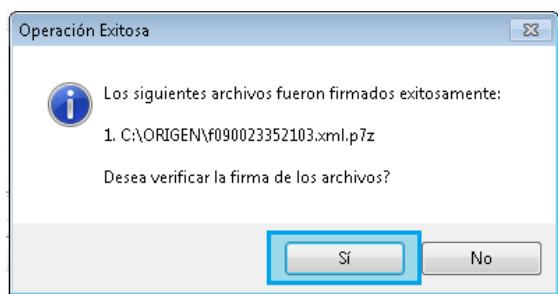 Operación Exitosa
Los siguientes archivos fueron firmados exitosamente:
1. C:\ORIGEN\f090023352103.xml.p7z
Desea verificar la firma de los archivos?
Sí
No